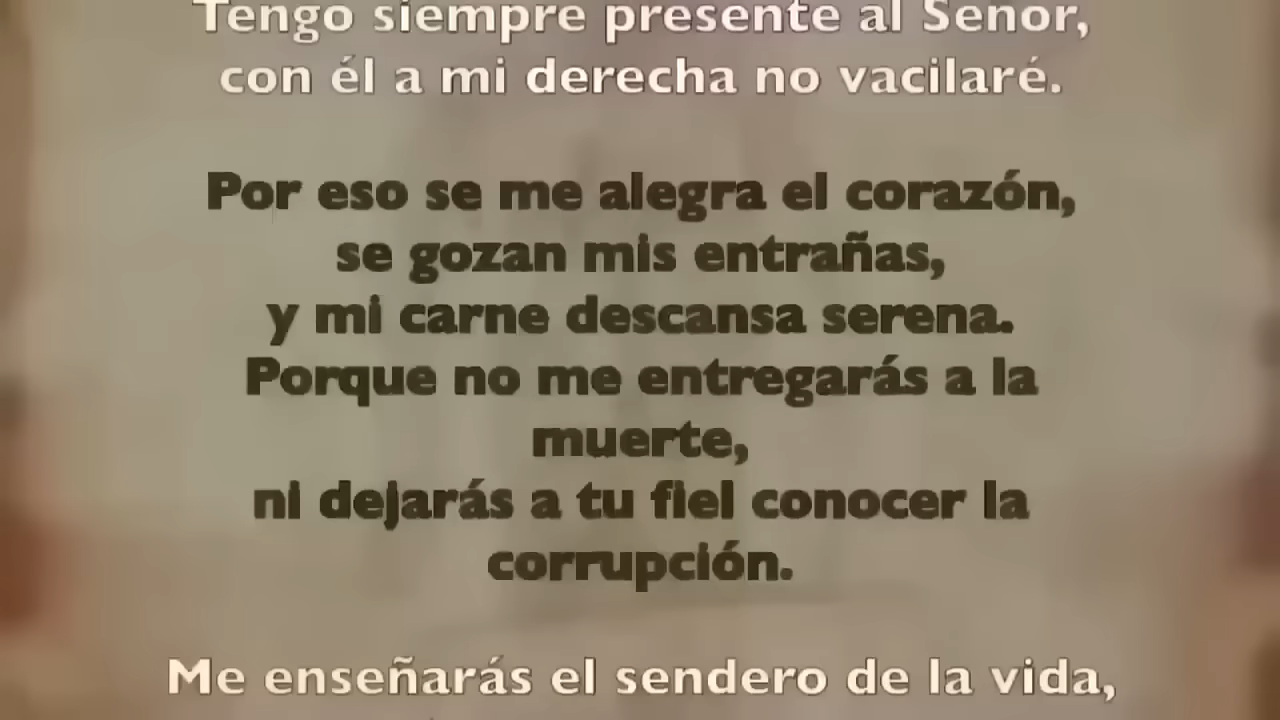 Tengo siempre presente al Señor,
con él a mi derecha no vacilaré.
Por eso se me alegra el corazón,
se gozan mis entrañas,
y mi carne descansa serena.
Porque no me entregarás a la
muerte,
ni dejarás a tu fiel conocer la
corrupción.
Me enseñarás el sendero de la vida,